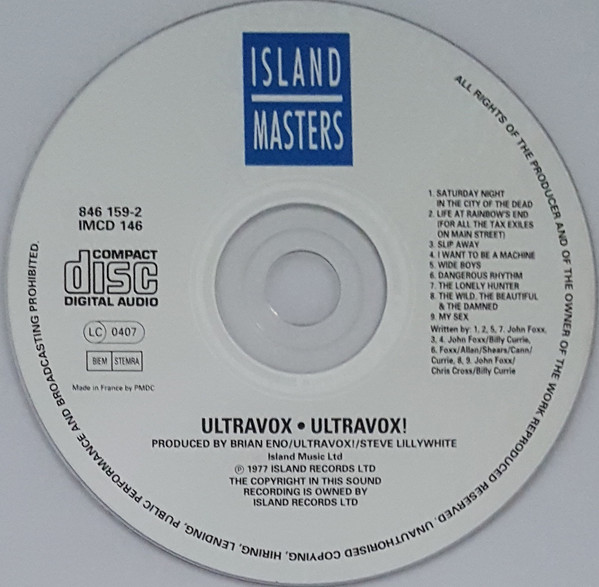 ISLAND
MASTERS
846 159-2
IMCD 146
COMPACT
disc
DIGITAL AUDIO
LC 0407
BIEM STEMRA
Made in France by PMDC
1. SATURDAY NIGHT
IN THE CITY OF THE DEAD
2. LIFE AT RAINBOW'S END
(FOR ALL THE TAX EXILES
ON MAIN STREET)
3. SLIP AWAY
4. I WANT TO BE A MACHINE
5. WIDE BOYS
6. DANGEROUS RHYTHM
7. THE LONELY HUNTER
8. THE WILD, THE BEAUTIFUL
& THE DAMNED
9. MY SEX
Written by: 1, 2, 5, 7. John Foxx,
3, 4. John Foxx/Billy Currie,
6. Foxx/Allen/Shears/Cann/
Currie, 8, 9. John Foxx/
Chris Cross/Billy Currie
ULTRAVOX • ULTRAVOX!
PRODUCED BY BRIAN ENO/ULTRAVOX!/STEVE LILLYWHITE
Island Music Ltd
℗ 1977 ISLAND RECORDS LTD
THE COPYRIGHT IN THIS SOUND
RECORDING IS OWNED BY
ISLAND RECORDS LTD
ALL RIGHTS OF THE PRODUCER AND OF THE OWNER OF THE WORK REPRODUCED RESERVED. UNAUTHORISED COPYING, HIRING, LENDING, PUBLIC PERFORMANCE AND BROADCASTING PROHIBITED.